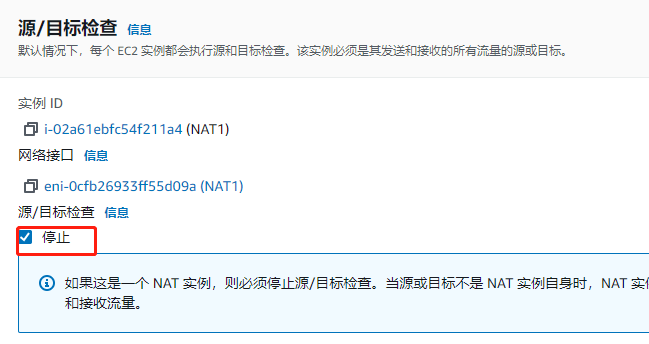 源/目标检查 信息
默认情况下，每个 EC2 实例都会执行源和目标检查。该实例必须是其发送和接收的所有流量的源或目标。
实例 ID
i-02a61ebfc54f211a4 (NAT1)
网络接口 信息
eni-0cfb26933ff55d09a (NAT1)
源/目标检查 信息
停止
如果这是一个 NAT 实例，则必须停止源/目标检查。当源或目标不是 NAT 实例自身时，NAT 实
和接收流量。